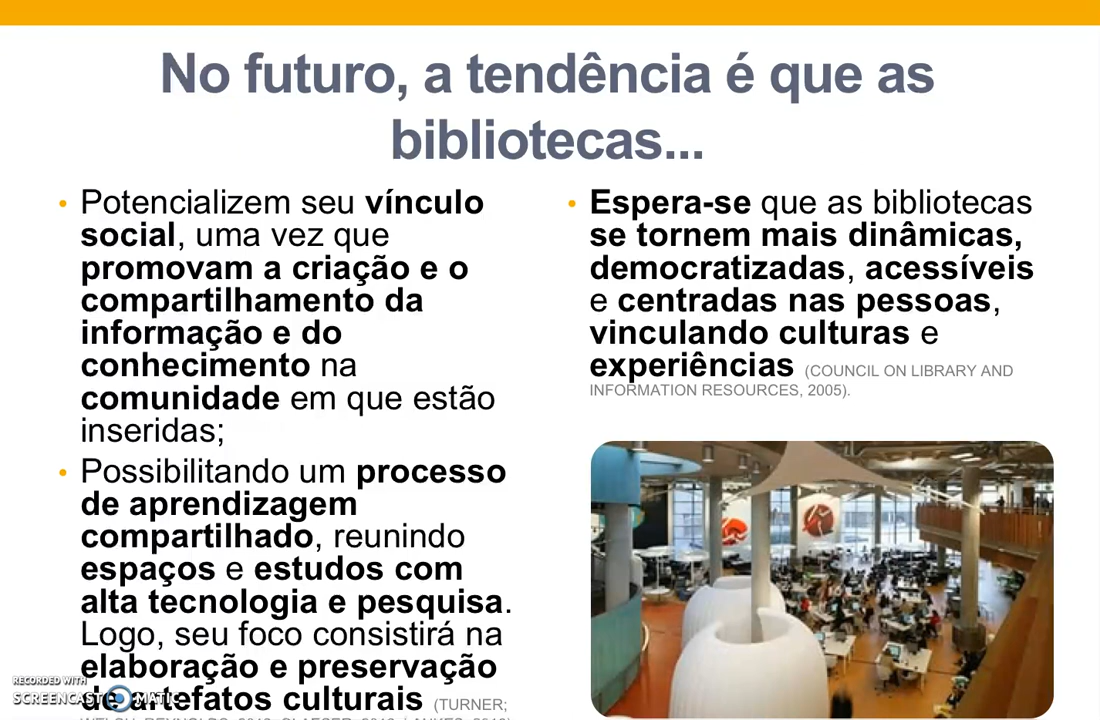 No futuro, a tendência é que as
bibliotecas...
• Potencializem seu vínculo
social, uma vez que
promovam a criação e o
compartilhamento da
informação e do
conhecimento na
comunidade em que estão
inseridas;
• Possibilitando um processo
de aprendizagem
compartilhado, reunindo
espaços e estudos com
alta tecnologia e pesquisa.
Logo, seu foco consistirá na
elaboração e preservação
de artefatos culturais (TURNER;
• Espera-se que as bibliotecas
se tornem mais dinâmicas,
democratizadas, acessíveis
e centradas nas pessoas,
vinculando culturas e
experiências (COUNCIL ON LIBRARY AND
INFORMATION RESOURCES, 2005).
RECORDED WITH
SCREENCAST MATIC